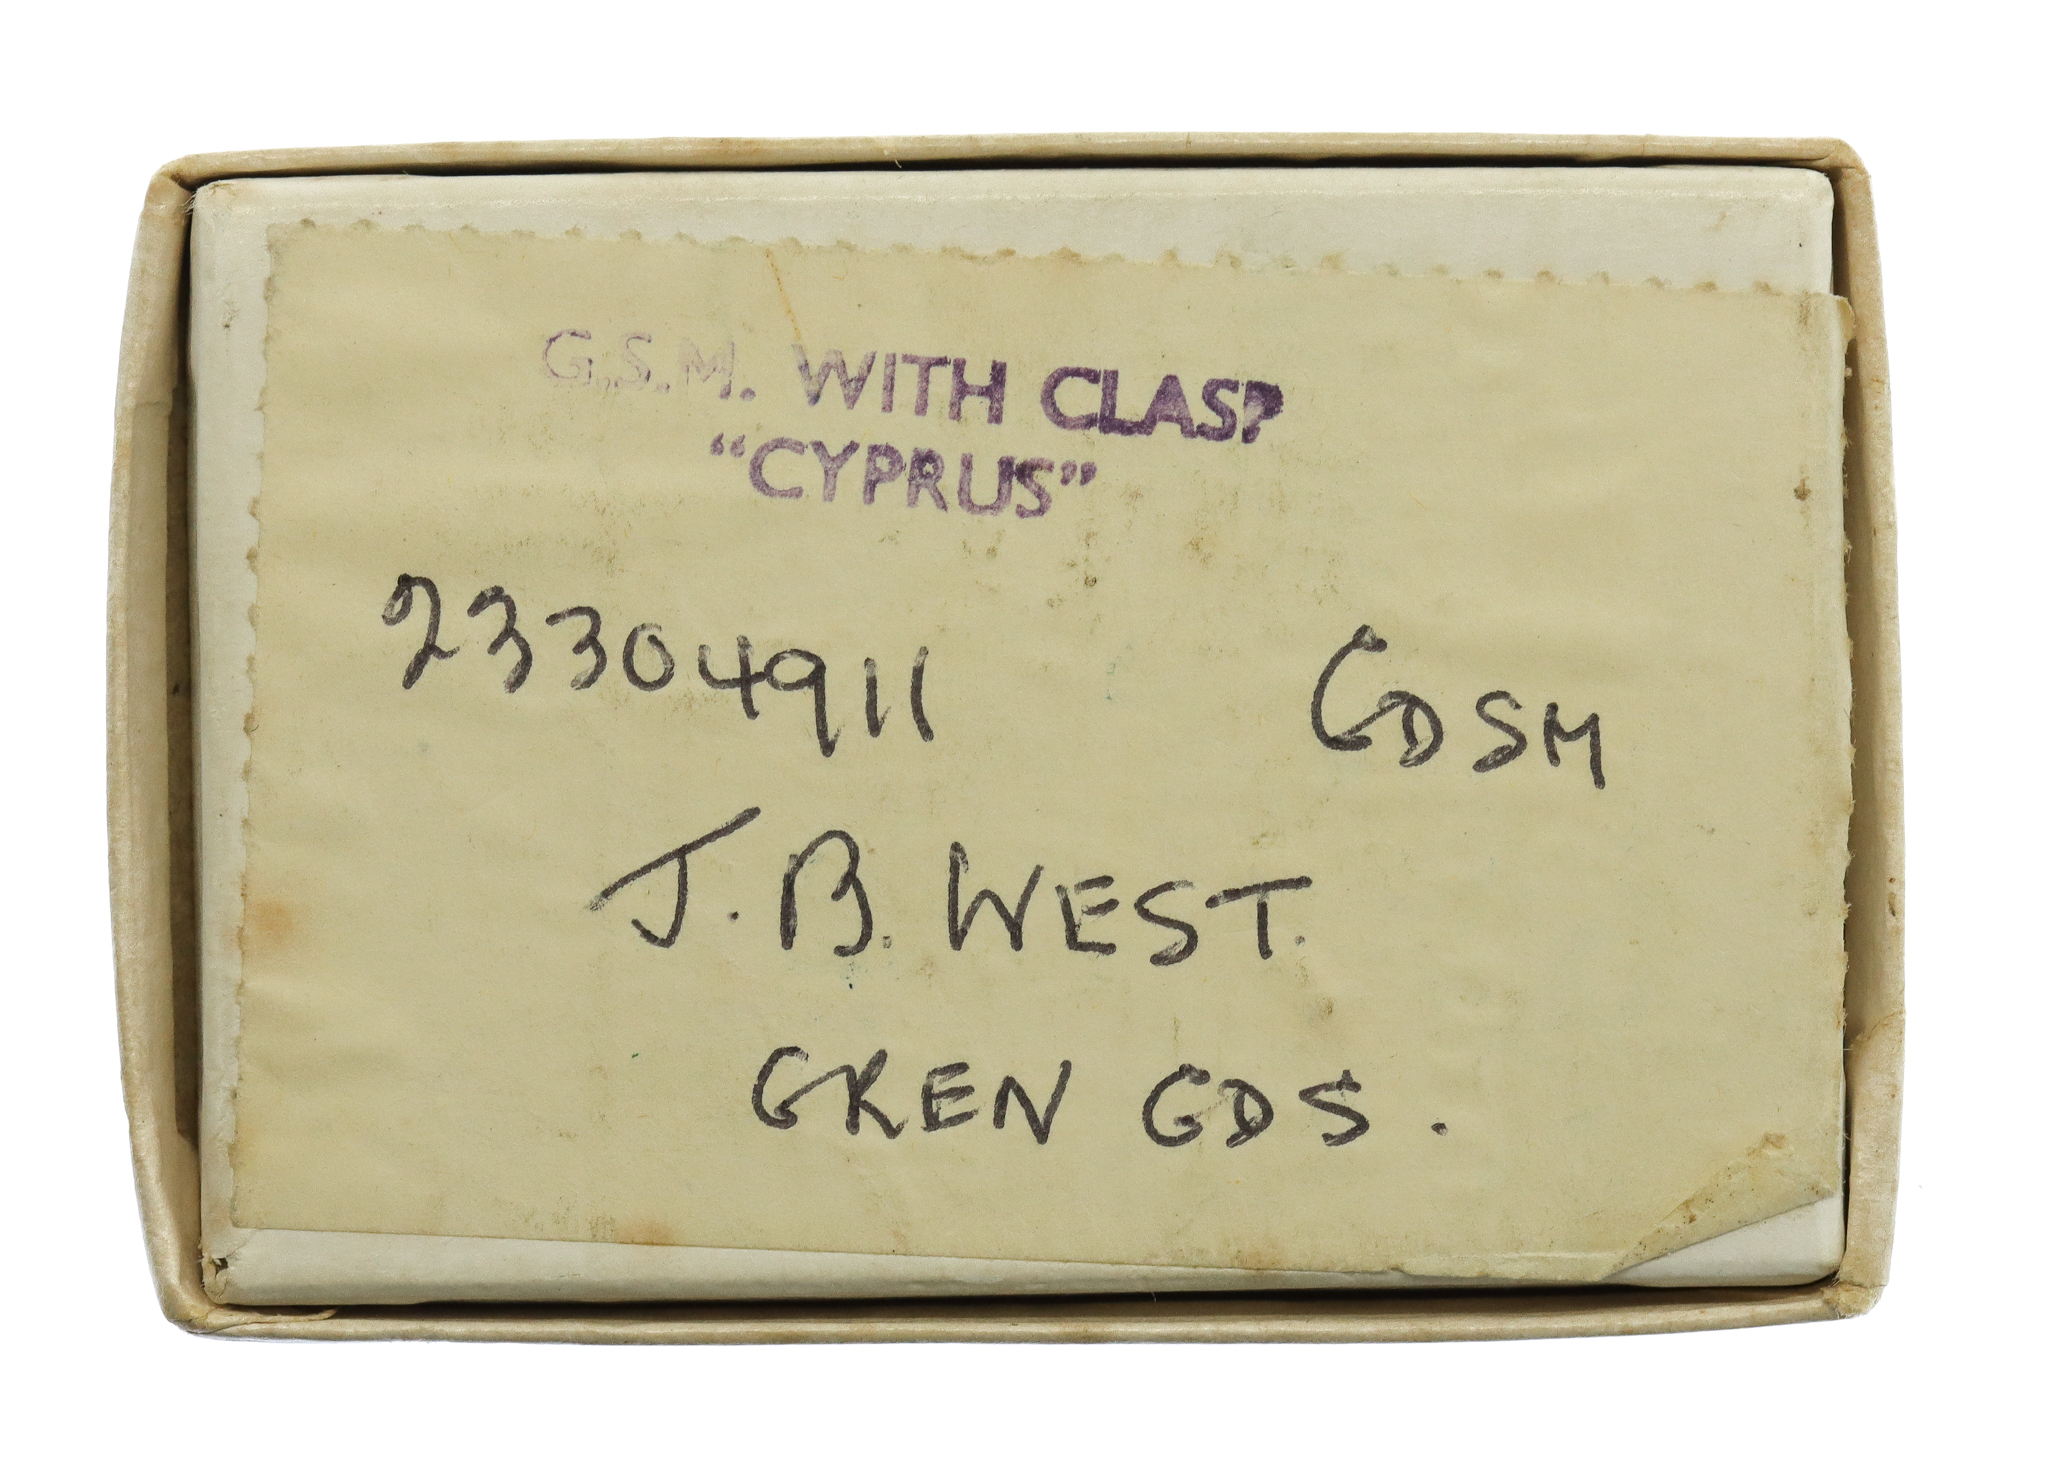 G.S.M. WITH CLASP
“CYPRUS”
23304911 GDSM
J. B. WEST.
GREN GDS.